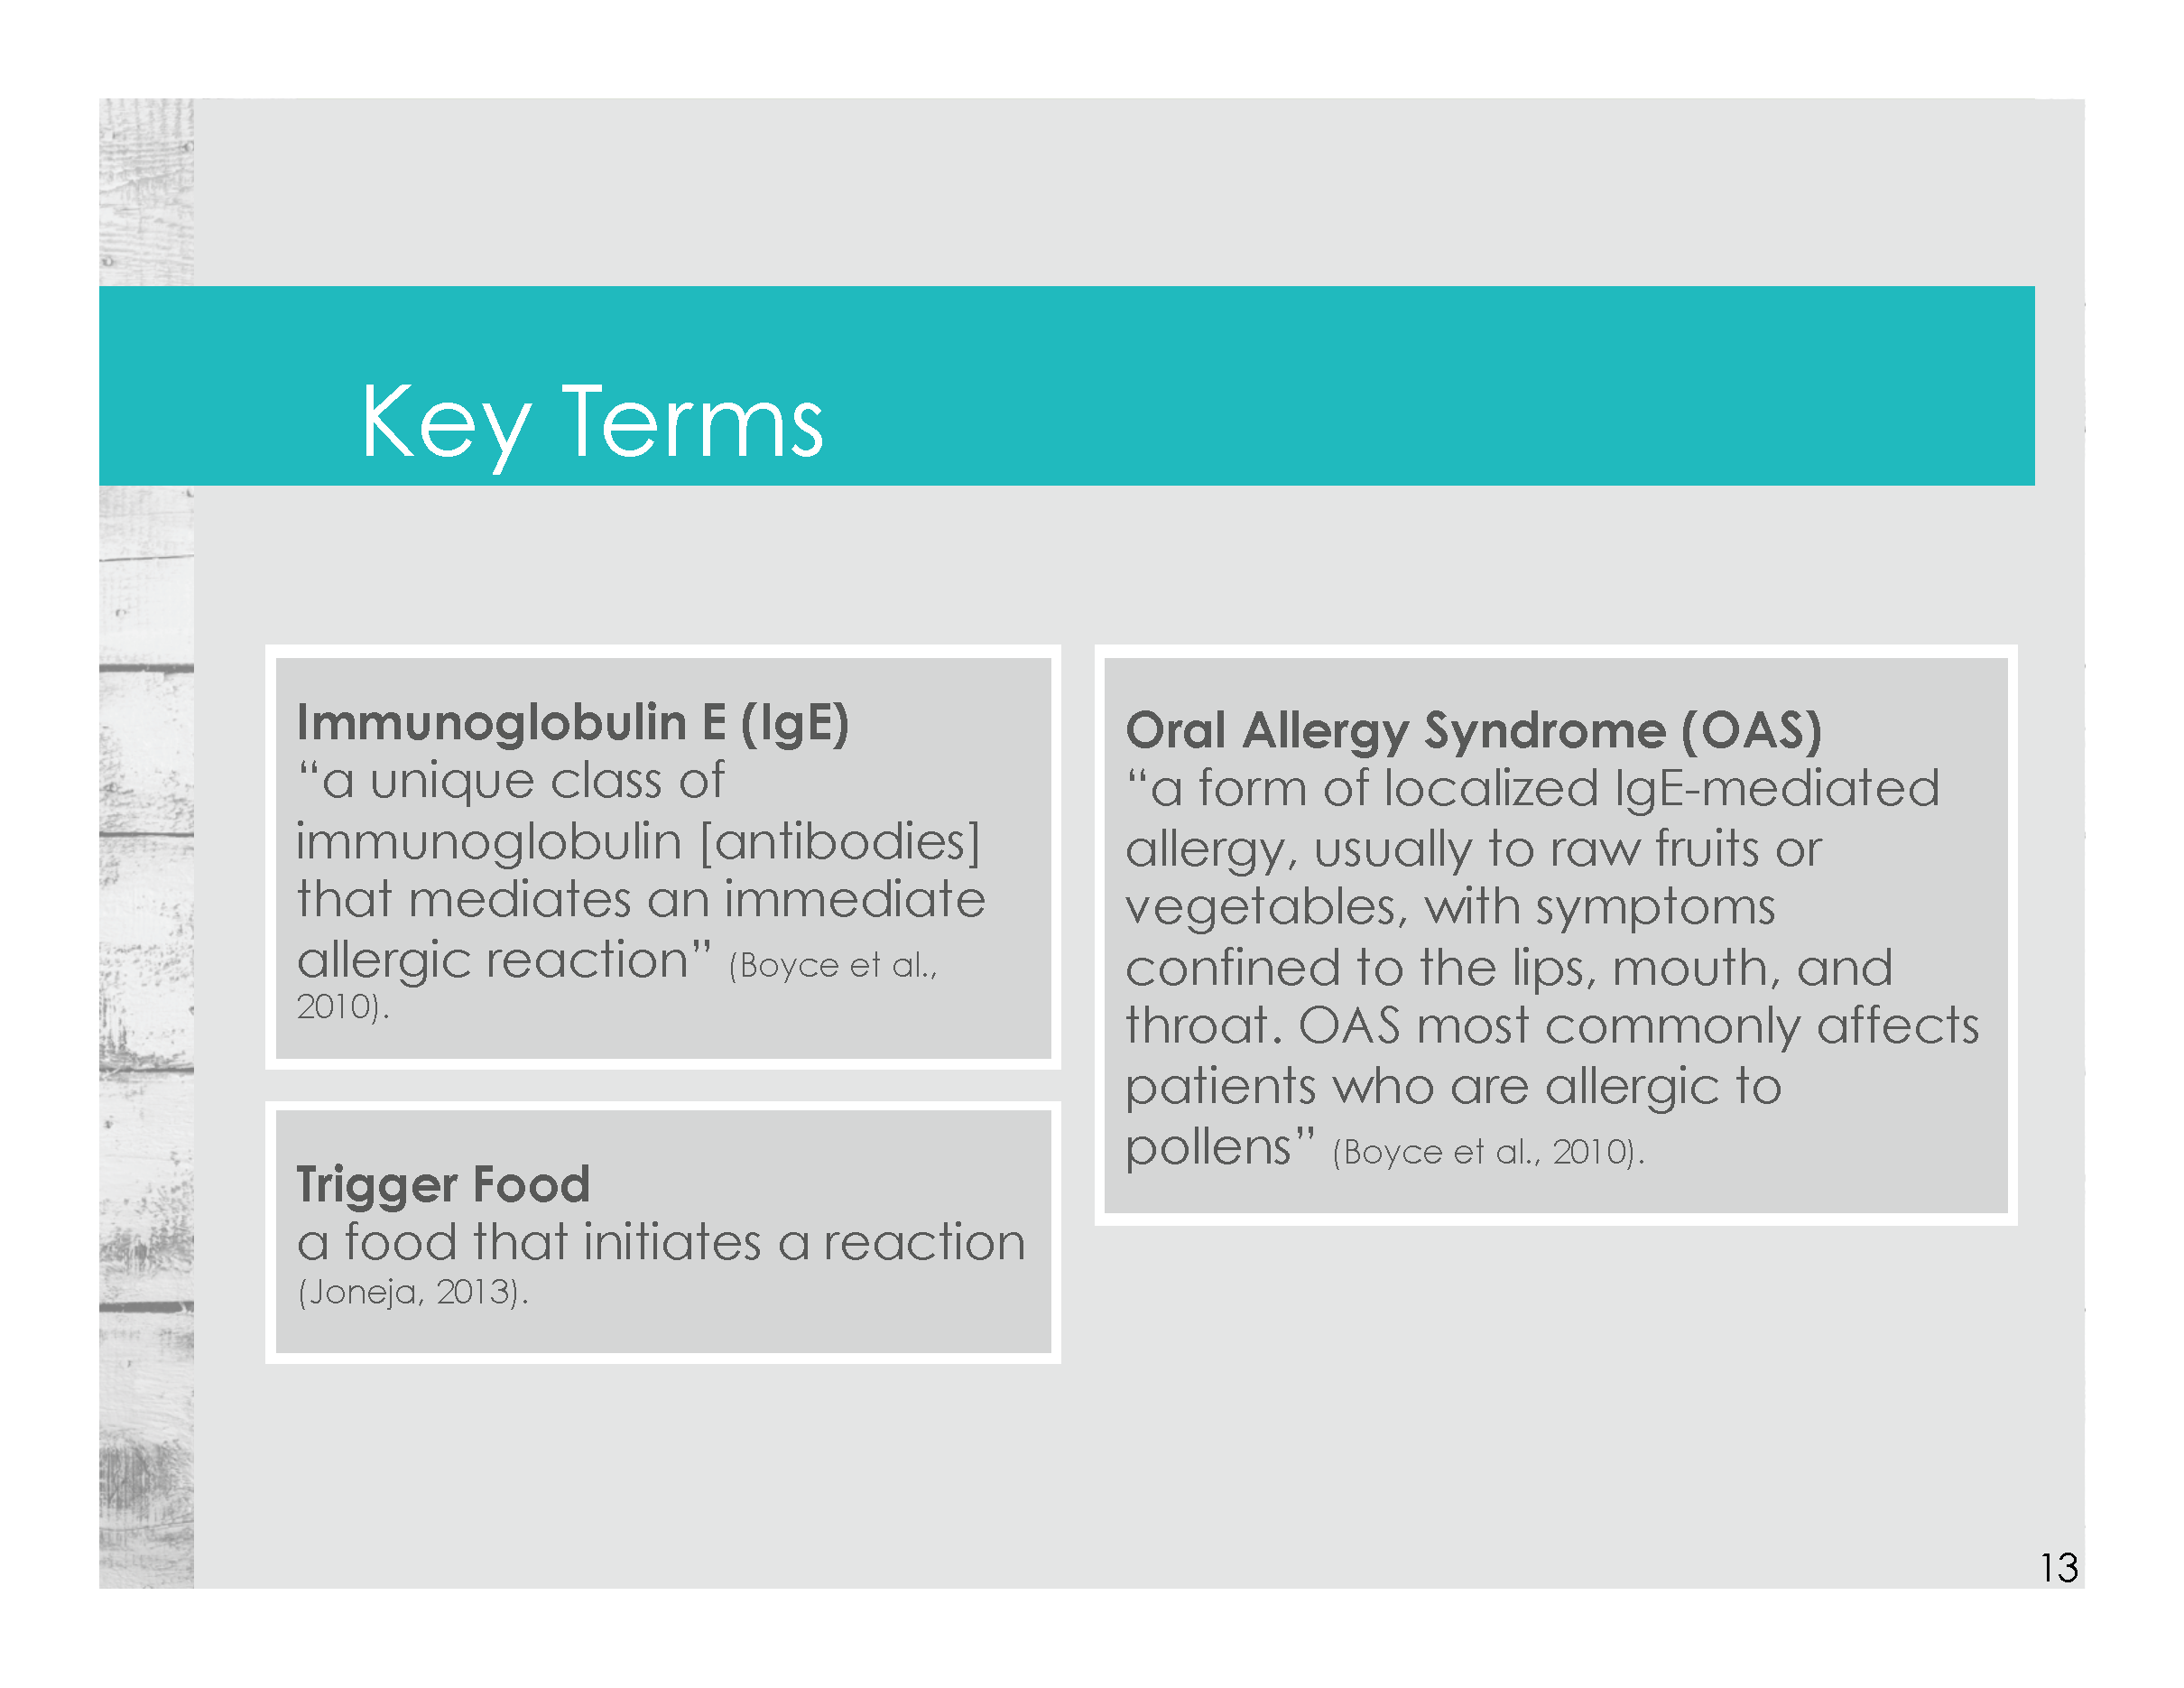 Key Terms
Immunoglobulin E (IgE)
“a unique class of
immunoglobulin [antibodies]
that mediates an immediate
allergic reaction” (Boyce et al.,
2010).
Trigger Food
a food that initiates a reaction
(Joneja, 2013).
Oral Allergy Syndrome (OAS)
“a form of localized IgE-mediated
allergy, usually to raw fruits or
vegetables, with symptoms
confined to the lips, mouth, and
throat. OAS most commonly affects
patients who are allergic to
pollens” (Boyce et al., 2010).
13